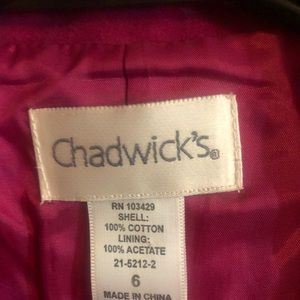 Chadwick's®
RN 103429
SHELL:
100% COTTON
LINING:
100% ACETATE
21-5212-2
6
MADE IN CHINA